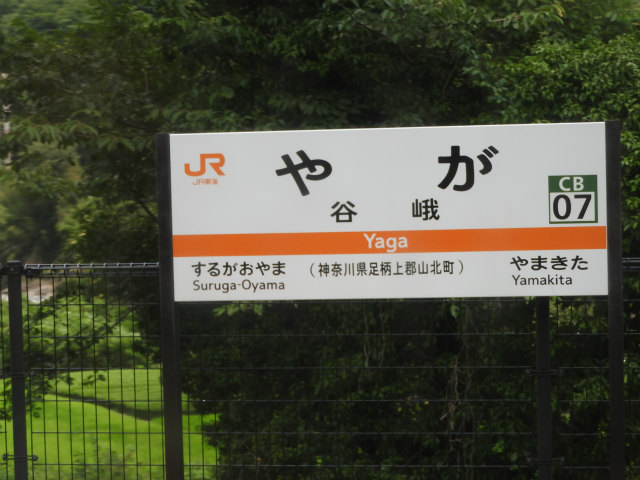 JR
JR東海
やが
谷峨
CB
07
Yaga
するがおやま
Suruga-Oyama
（神奈川県足柄上郡山北町）
やまきた
Yamakita